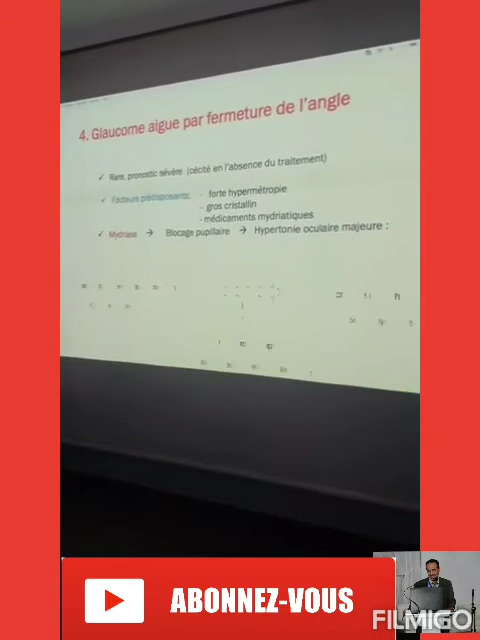 4. Glaucome aigue par fermeture de l'angle
✓ Rare, pronostic sévère (cécité en l'absence du traitement)
✓ Facteurs prédisposants: - forte hypermétropie
- gros cristallin
- médicaments mydriatiques
✓ Mydriase → Blocage pupillaire → Hypertonie oculaire majeure :
ABONNEZ-VOUS
FILMIGO